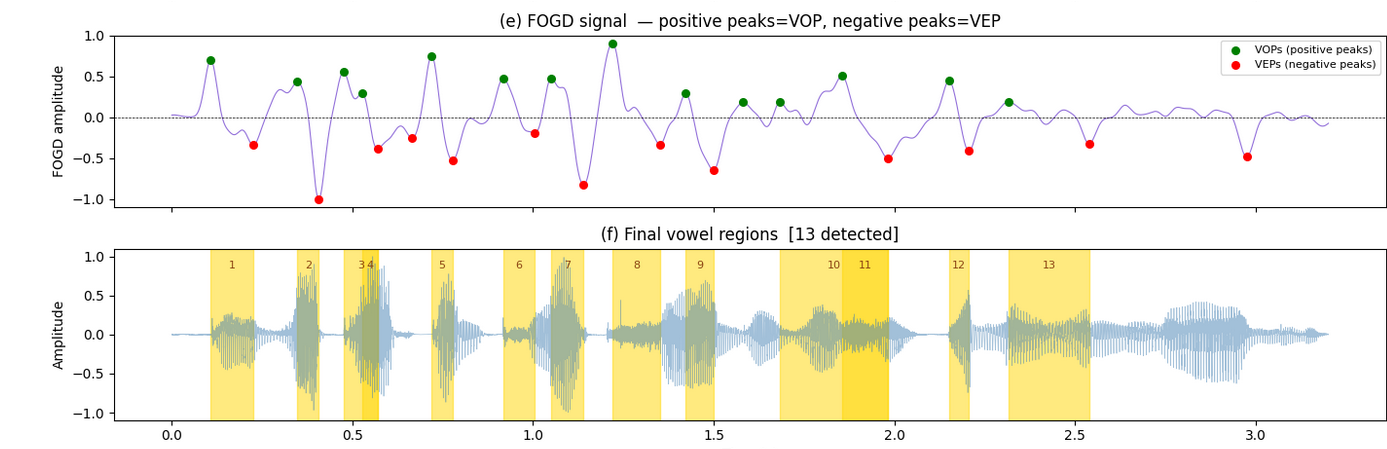 (e) FOGD signal — positive peaks=VOP, negative peaks=VEP
FOGD amplitude
1.0
0.5
0.0
−0.5
−1.0
VOPs (positive peaks)
VEPs (negative peaks)
(f) Final vowel regions [13 detected]
Amplitude
1.0
0.5
0.0
−0.5
−1.0
1 2 3 4 5 6 7 8 9 10 11 12 13
0.0 0.5 1.0 1.5 2.0 2.5 3.0